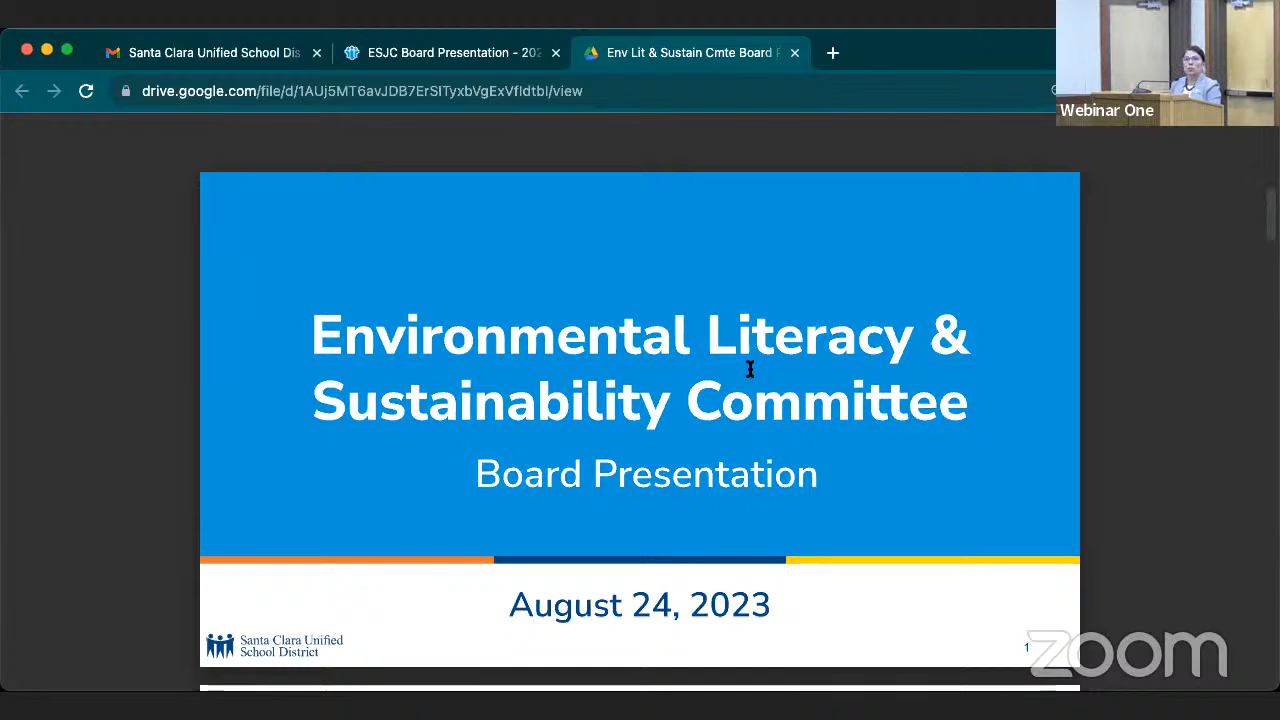 Santa Clara Unified School Dis
ESJC Board Presentation - 202
Env Lit & Sustain Cmte Board P
drive.google.com/file/d/1AUj5MT6avJDB7ErSITyxbVgExVfIdtbI/view
Webinar One
Environmental Literacy &
Sustainability Committee
Board Presentation
August 24, 2023
Santa Clara Unified
School District
1
zoom